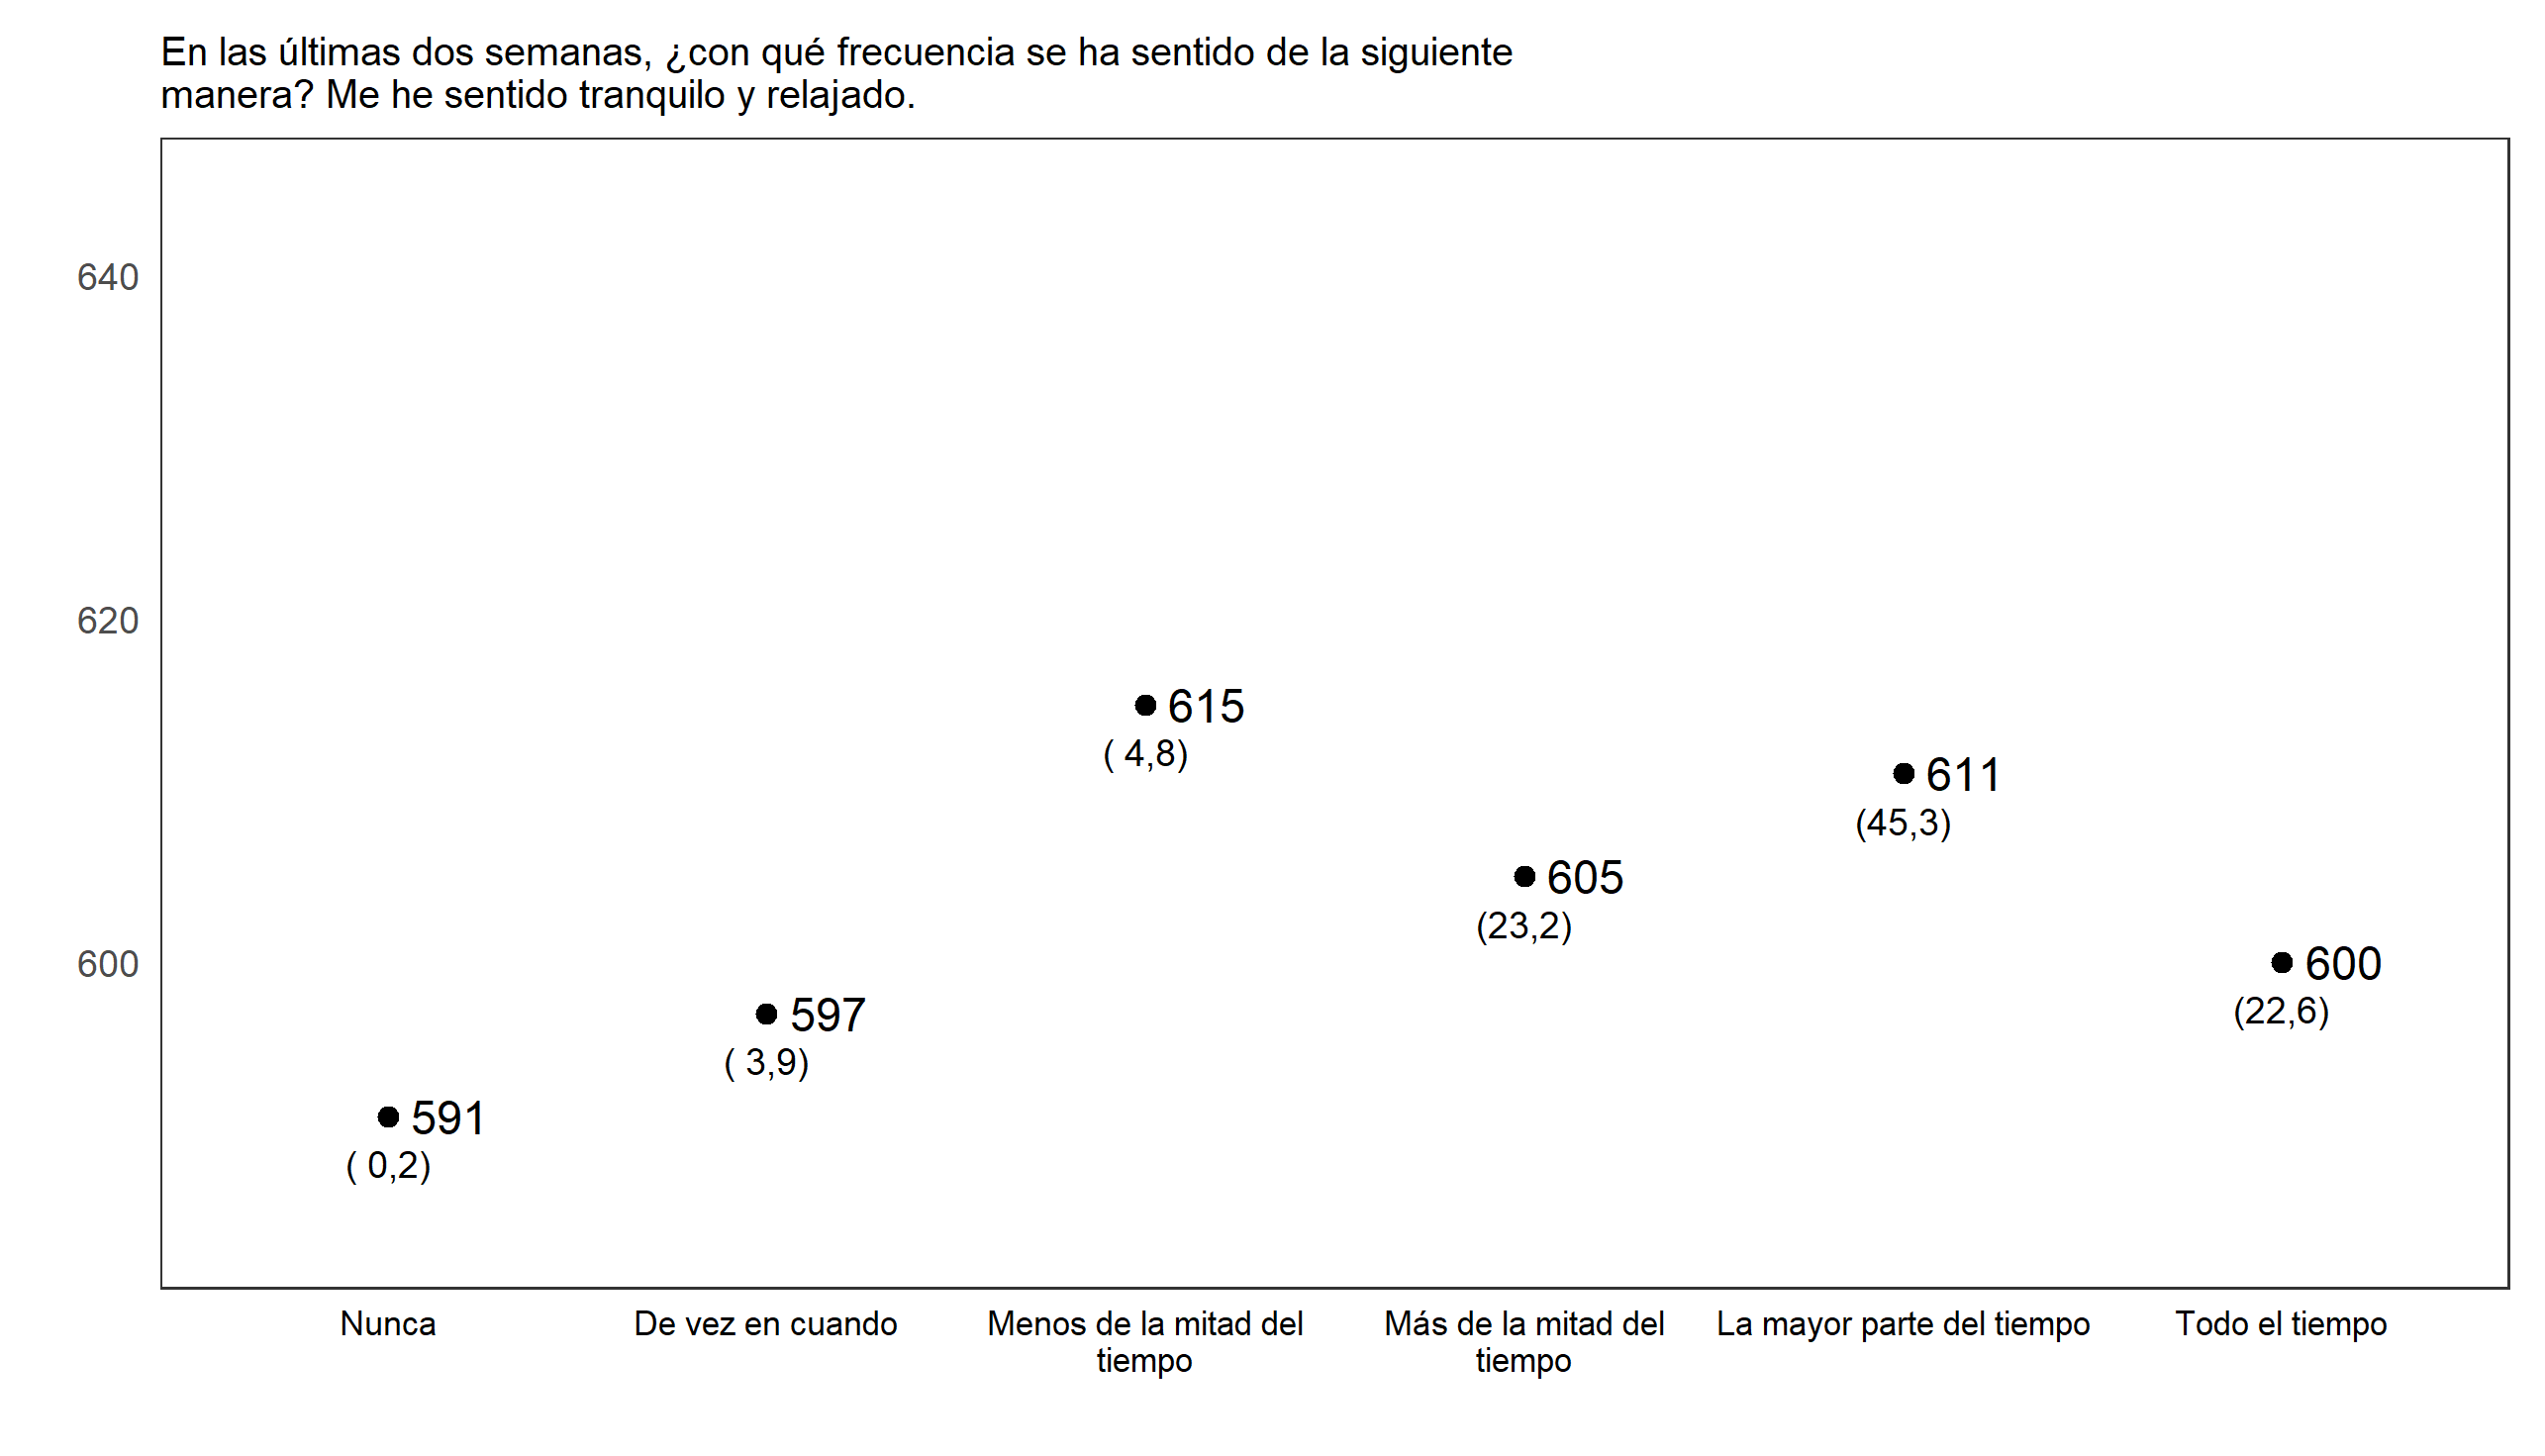 En las últimas dos semanas, ¿con qué frecuencia se ha sentido de la siguiente
manera? Me he sentido tranquilo y relajado.
640
620
615
( 4,8)
611
(45,3)
605
(23,2)
600
600
(22,6)
597
( 3,9)
591
( 0,2)
Nunca
De vez en cuando
Menos de la mitad del
tiempo
Más de la mitad del
tiempo
La mayor parte del tiempo
Todo el tiempo